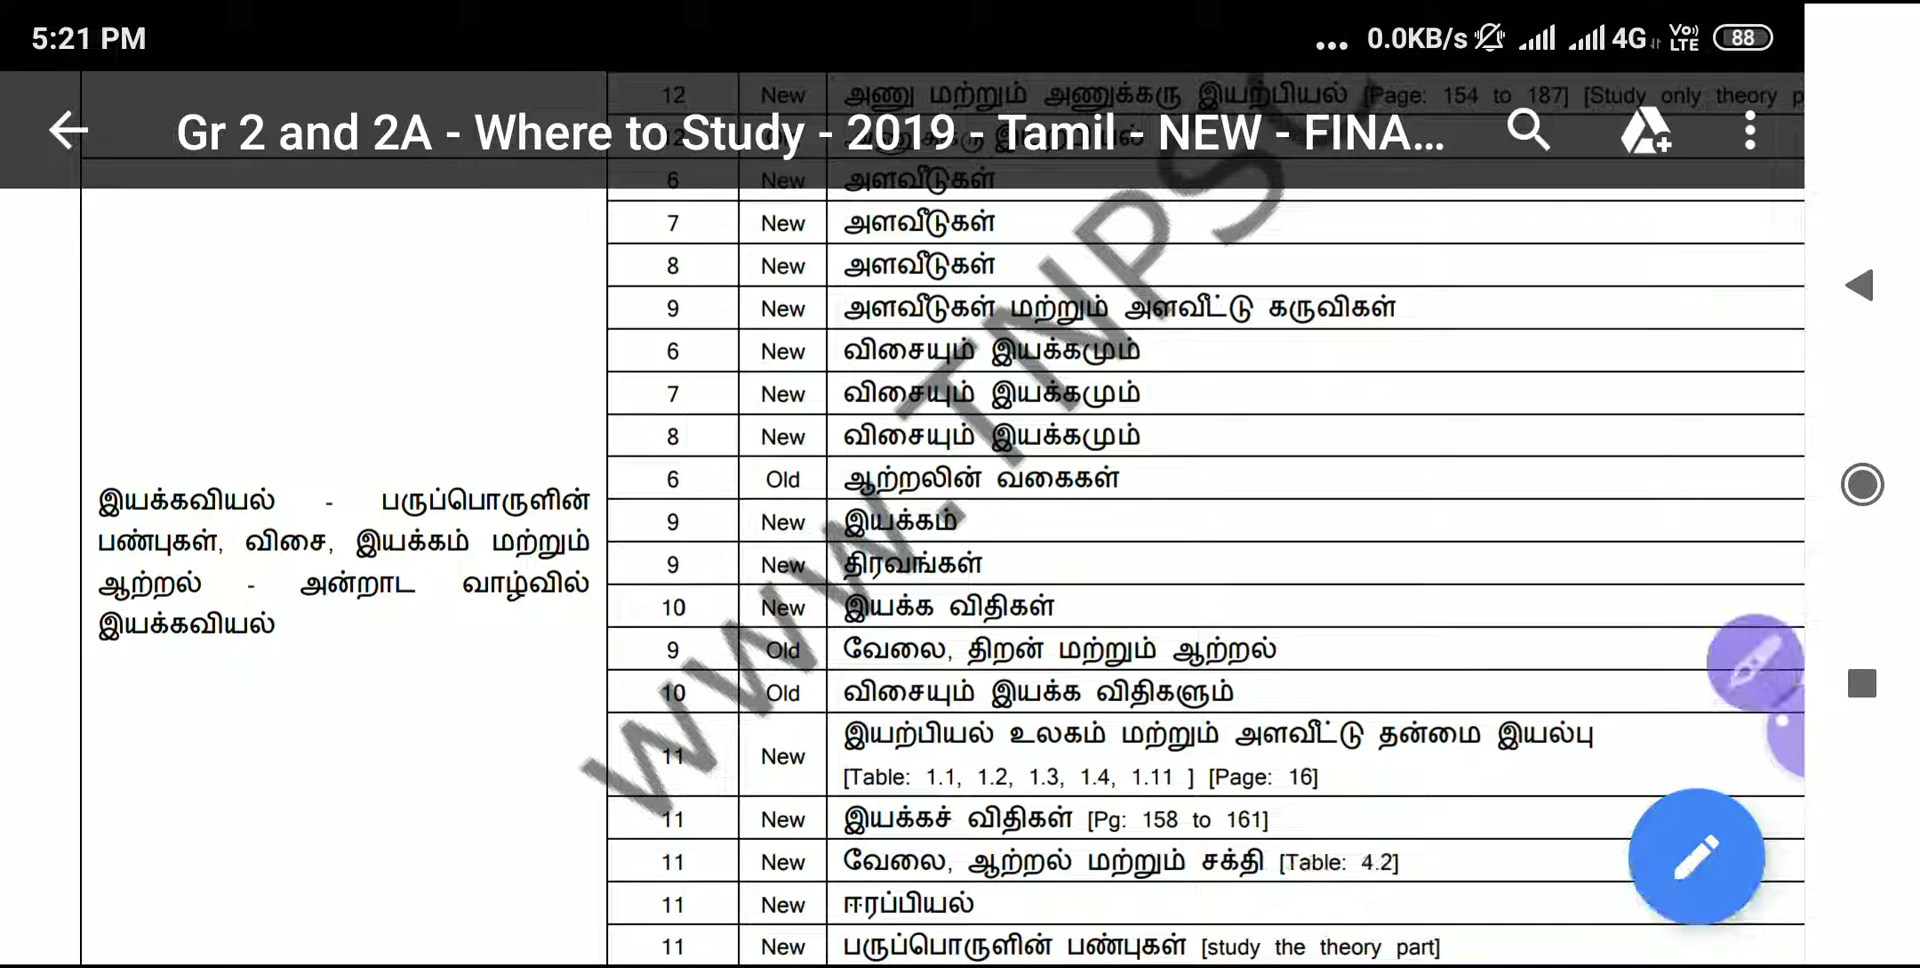 5:21 PM
... 0.0KB/s 4G Vo)) LTE 88
12 New அணு மற்றும் அணுக்கரு இயற்பியல் [Page: 154 to 187] [Study only theory p
Gr 2 and 2A - Where to Study - 2019 - Tamil - NEW - FINA...
12
6 New அளவீடுகள்
7 New அளவீடுகள்
8 New அளவீடுகள்
9 New அளவீடுகள் மற்றும் அளவீட்டு கருவிகள்
6 New விசையும் இயக்கமும்
7 New விசையும் இயக்கமும்
8 New விசையும் இயக்கமும்
இயக்கவியல் - பருப்பொருளின்
பண்புகள், விசை, இயக்கம் மற்றும்
ஆற்றல் - அன்றாட வாழ்வில்
இயக்கவியல்
6 Old ஆற்றலின் வகைகள்
9 New இயக்கம்
9 New திரவங்கள்
10 New இயக்க விதிகள்
9 Old வேலை, திறன் மற்றும் ஆற்றல்
10 Old விசையும் இயக்க விதிகளும்
11 New இயற்பியல் உலகம் மற்றும் அளவீட்டு தன்மை இயல்பு
[Table: 1.1, 1.2, 1.3, 1.4, 1.11 ] [Page: 16]
11 New இயக்கச் விதிகள் [Pg: 158 to 161]
11 New வேலை, ஆற்றல் மற்றும் சக்தி [Table: 4.2]
11 New ஈரப்பியல்
11 New பருப்பொருளின் பண்புகள் [study the theory part]
www.TNPS